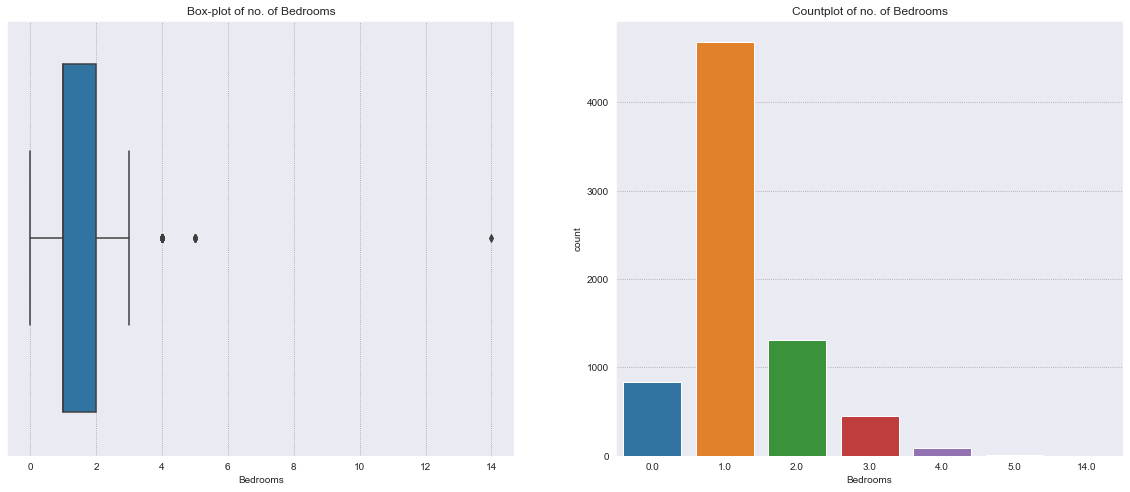 Box-plot of no. of Bedrooms
0 2 4 6 8 10 12 14
Bedrooms
Countplot of no. of Bedrooms
4000
3000
2000
1000
0
count
0.0 1.0 2.0 3.0 4.0 5.0 14.0
Bedrooms